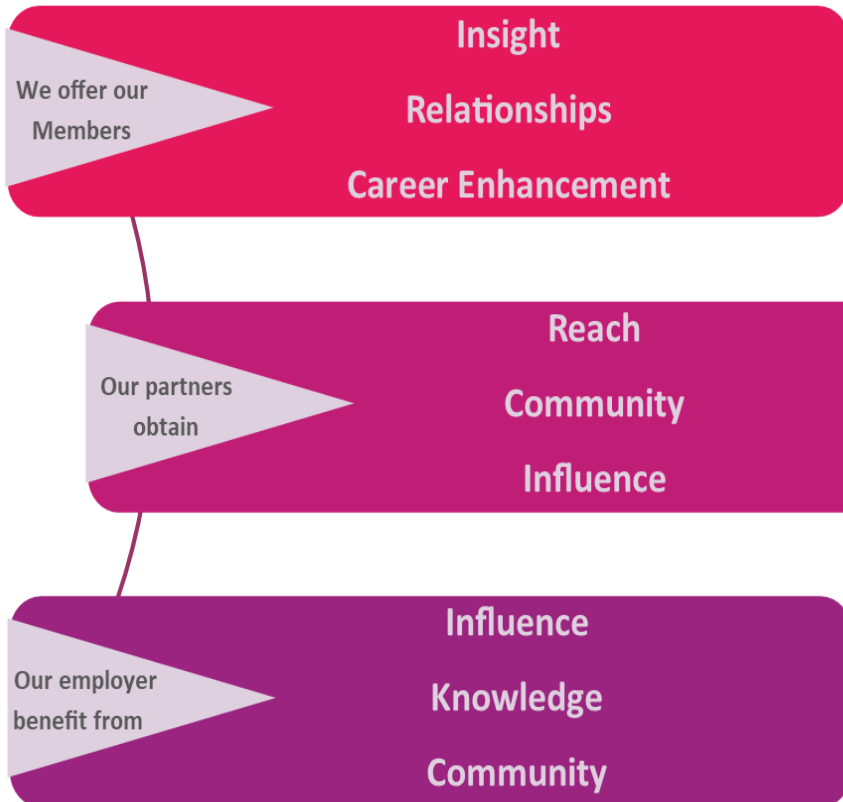 We offer our
Members
Insight
Relationships
Career Enhancement
Our partners
obtain
Reach
Community
Influence
Our employer
benefit from
Influence
Knowledge
Community